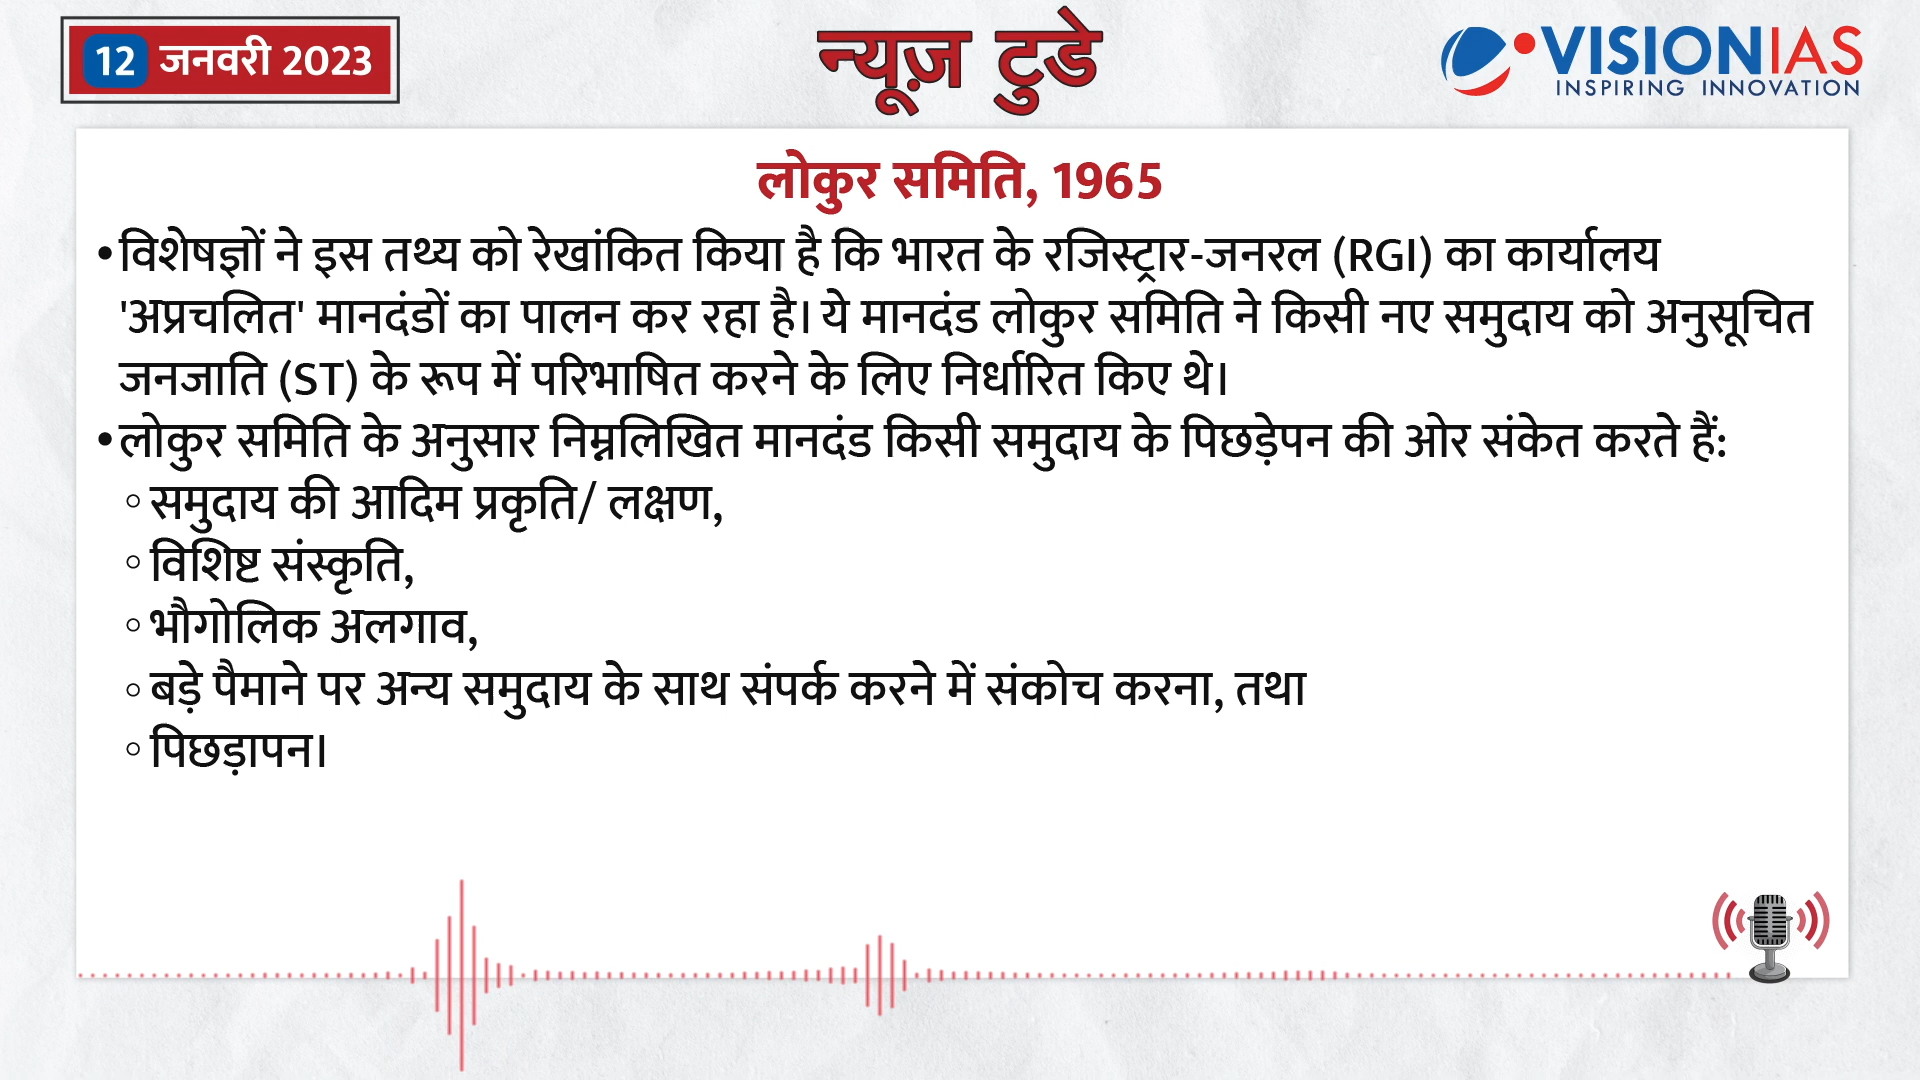 12 जनवरी 2023
न्यूज़ टुडे
VISIONIAS
INSPIRING INNOVATION
लोकुर समिति, 1965
•विशेषज्ञों ने इस तथ्य को रेखांकित किया है कि भारत के रजिस्ट्रार-जनरल (RGI) का कार्यालय
'अप्रचलित' मानदंडों का पालन कर रहा है। ये मानदंड लोकुर समिति ने किसी नए समुदाय को अनुसूचित
जनजाति (ST) के रूप में परिभाषित करने के लिए निर्धारित किए थे।
•लोकुर समिति के अनुसार निम्नलिखित मानदंड किसी समुदाय के पिछड़ेपन की ओर संकेत करते हैं:
◦समुदाय की आदिम प्रकृति/ लक्षण,
◦विशिष्ट संस्कृति,
◦भौगोलिक अलगाव,
◦बड़े पैमाने पर अन्य समुदाय के साथ संपर्क करने में संकोच करना, तथा
◦पिछड़ापन।